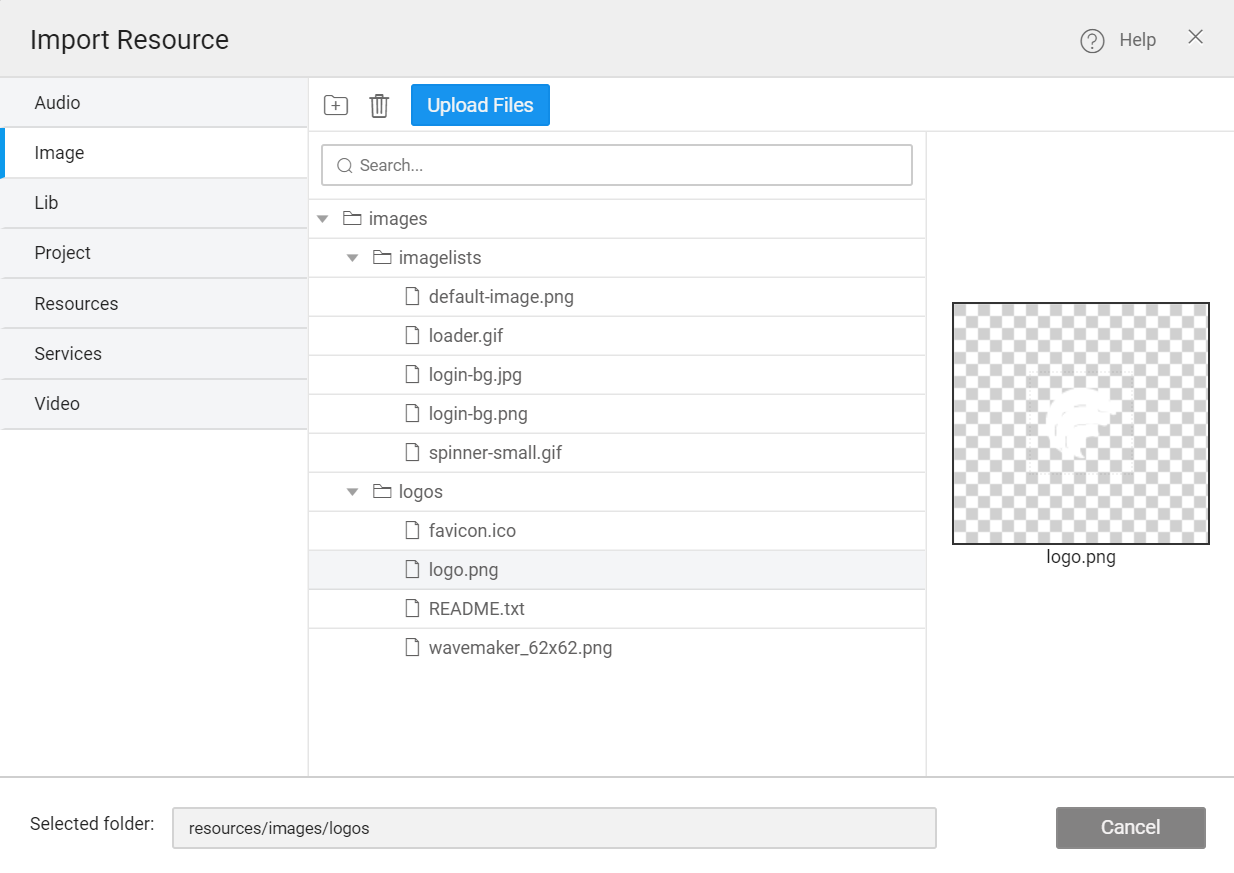 Import Resource
? Help
Audio
Image
Lib
Project
Resources
Services
Video
Upload Files
Search...
images
imagelists
default-image.png
loader.gif
login-bg.jpg
login-bg.png
spinner-small.gif
logos
favicon.ico
logo.png
README.txt
wavemaker_62x62.png
logo.png
Selected folder: resources/images/logos
Cancel